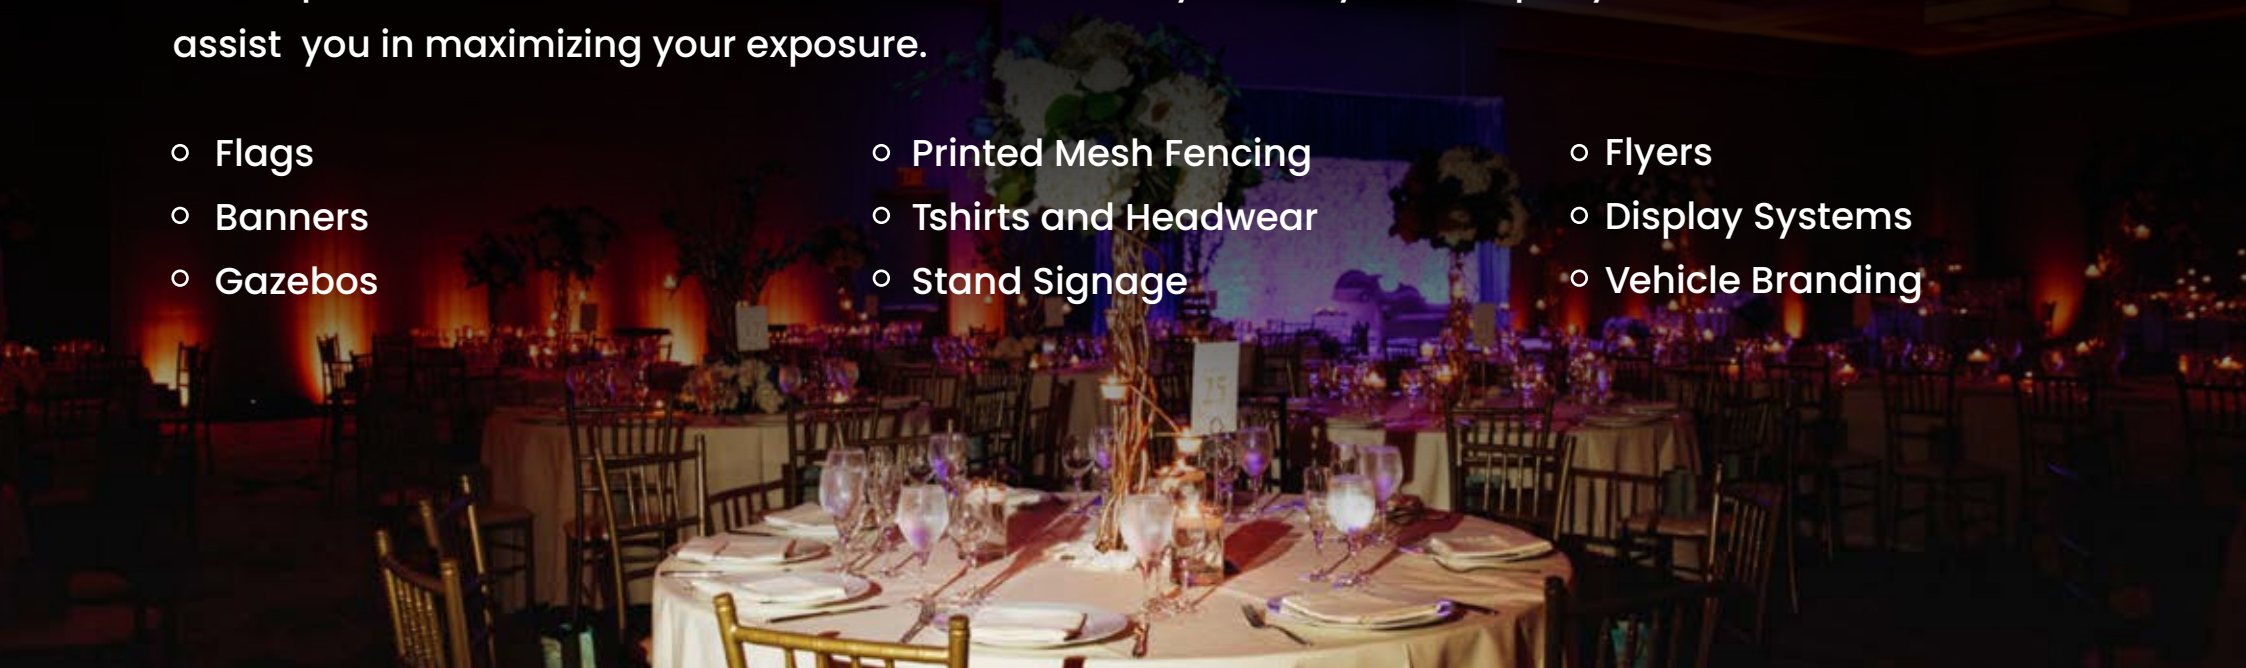 assist  you in maximizing your exposure.
Flags
Banners
Gazebos
Printed Mesh Fencing
Tshirts and Headwear
Stand Signage
Flyers
Display Systems
Vehicle Branding
25